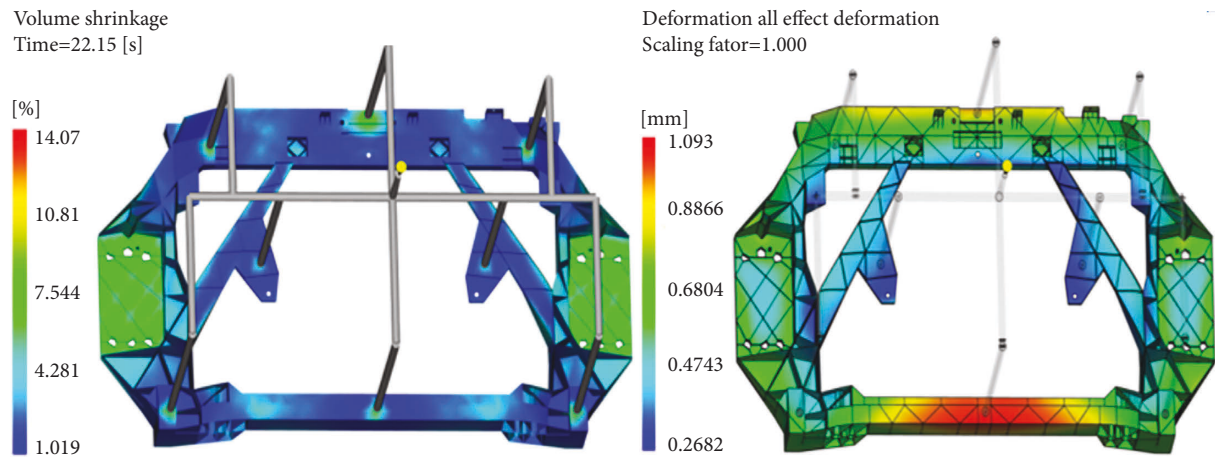 Volume shrinkage
Time=22.15 [s]
[%]
14.07
10.81
7.544
4.281
1.019
Deformation all effect deformation
Scaling fator=1.000
[mm]
1.093
0.8866
0.6804
0.4743
0.2682